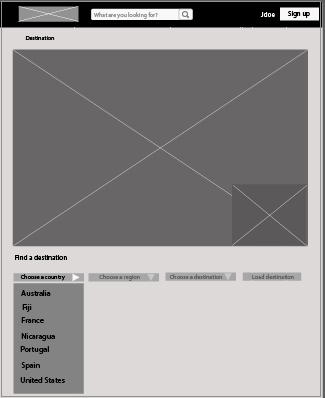 What are you looking for?
Jdoe
Sign up
Destination
Find a destination
Choose a country
Choose a region
Choose a destination
Load destination
Australia
Fiji
France
Nicaragua
Portugal
Spain
United States